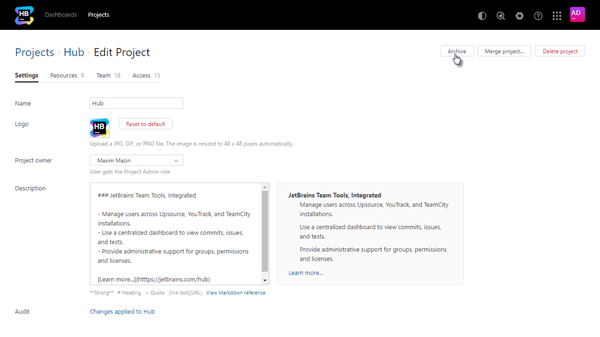 HB
Dashboards
Projects
AD
Projects › Hub › Edit Project
Archive
Merge project...
Delete project
Settings
Resources 9
Team 18
Access 15
Name
Hub
Logo
HB
Reset to default
Upload a JPG, GIF, or PNG file. The image is resized to 48 x 48 pixels automatically.
Project owner
Maxim Mazin
User gets the Project Admin role
Description
### JetBrains Team Tools, Integrated
- Manage users across Upsource, YouTrack, and TeamCity
installations.
- Use a centralized dashboard to view commits, issues,
and tests.
- Provide administrative support for groups, permissions
and licenses.
[Learn more...](htttps://jetbrains.com/hub)
JetBrains Team Tools, Integrated
Manage users across Upsource, YouTrack, and TeamCity
installations.
Use a centralized dashboard to view commits, issues,
and tests.
Provide administrative support for groups, permissions
and licenses.
Learn more...
**Strong** # Heading > Quote [link text](URL) View Markdown reference
Audit
Changes applied to Hub